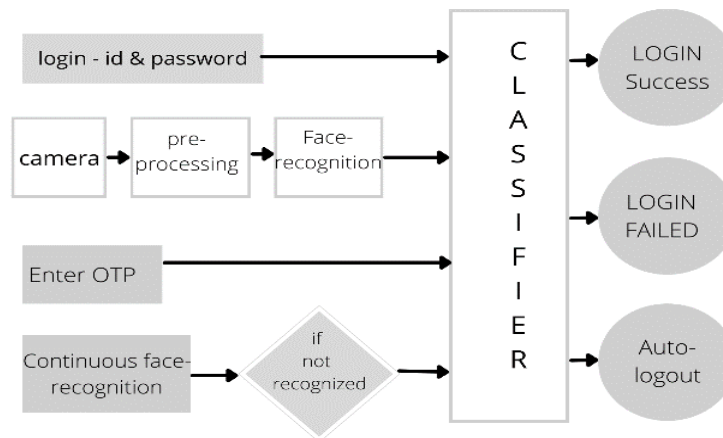 login - id & password
camera
pre-
processing
Face-
recognition
Enter OTP
Continuous face-
recognition
if
not
recognized
C
L
A
S
S
I
F
I
E
R
LOGIN
Success
LOGIN
FAILED
Auto-
logout